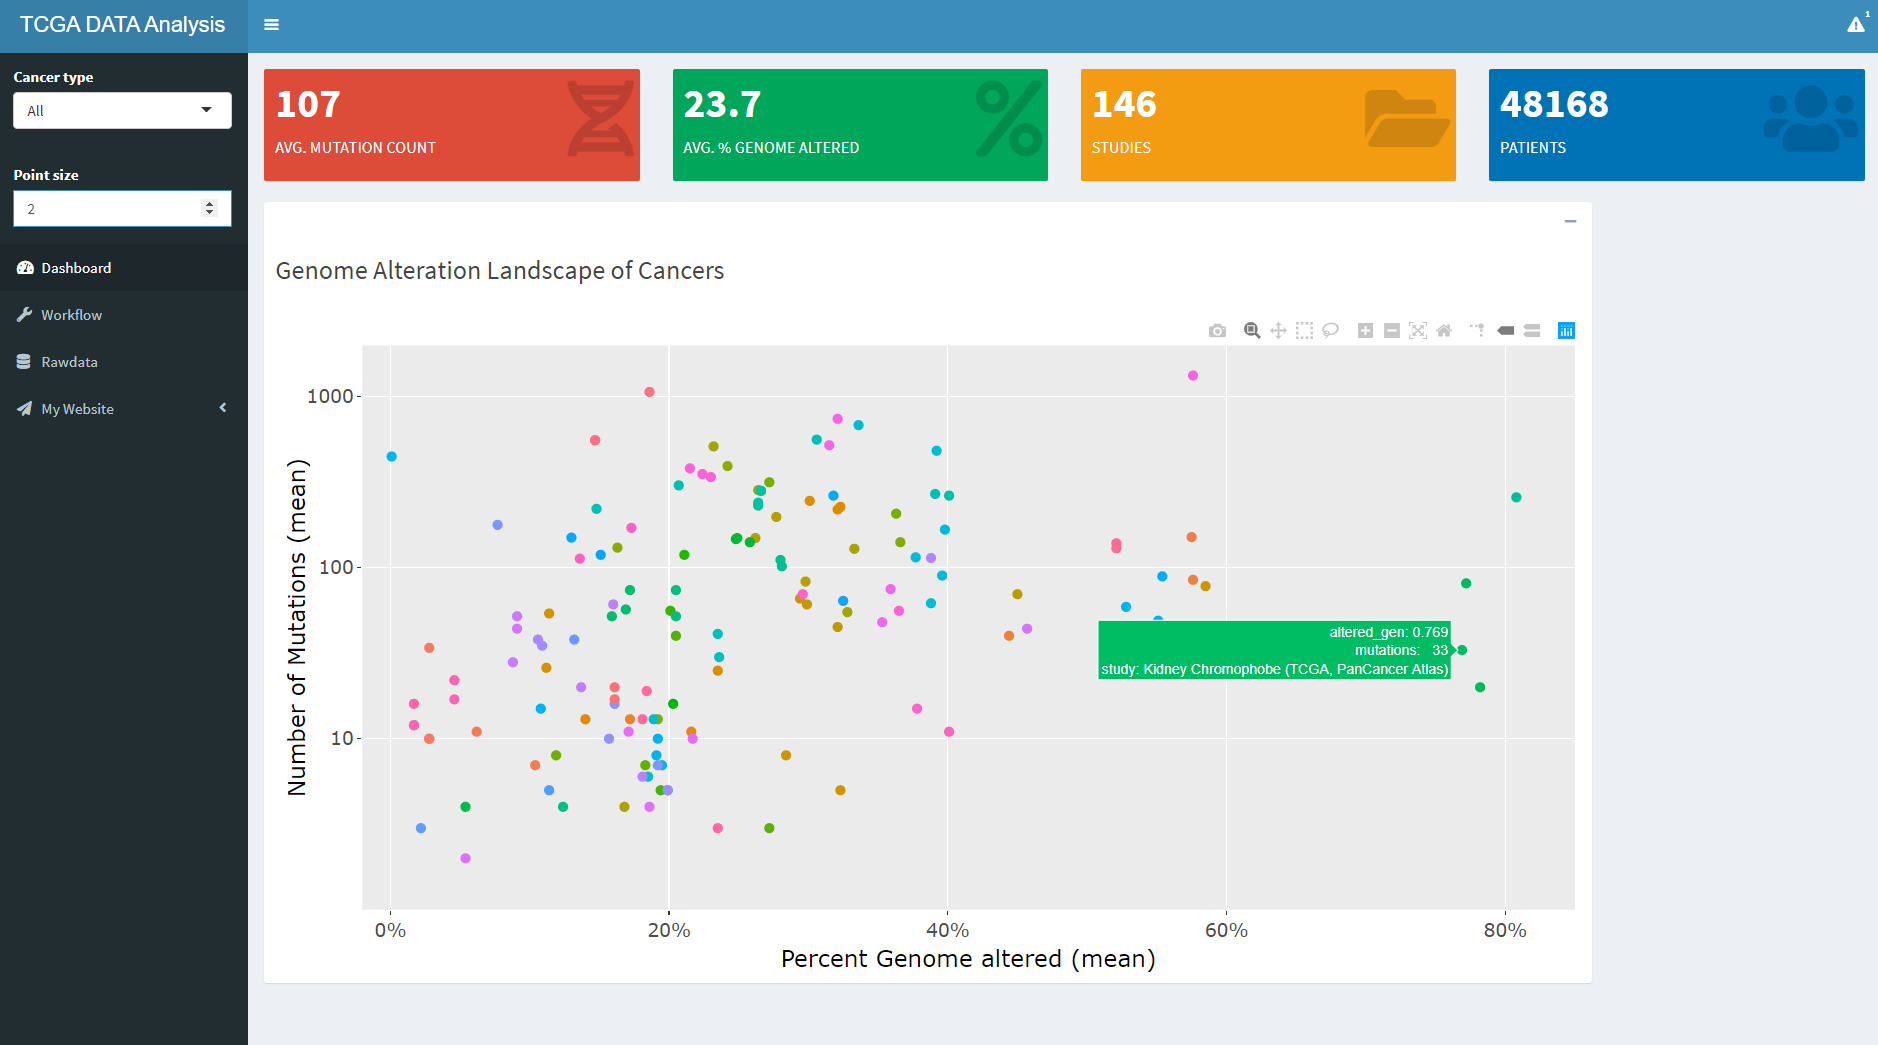 TCGA DATA Analysis
1
Cancer type
All
Point size
2
Dashboard
Workflow
Rawdata
My Website
107
AVG. MUTATION COUNT
23.7
AVG. % GENOME ALTERED
146
STUDIES
48168
PATIENTS
Genome Alteration Landscape of Cancers
Number of Mutations (mean)
1000
100
10
altered_gen: 0.769
mutations: 33
study: Kidney Chromophobe (TCGA, PanCancer Atlas)
0%
20%
40%
60%
80%
Percent Genome altered (mean)